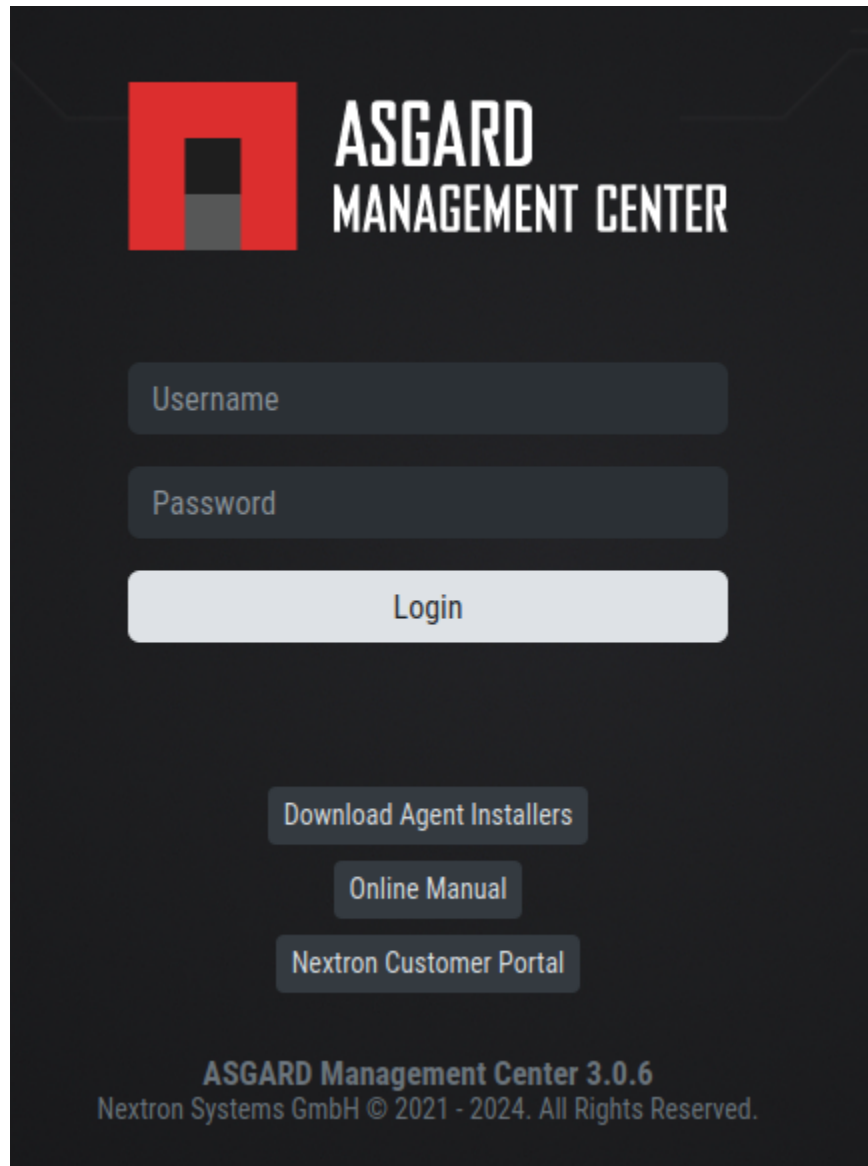 ASGARD
MANAGEMENT CENTER
Username
Password
Login
Download Agent Installers
Online Manual
Nextron Customer Portal
ASGARD Management Center 3.0.6
Nextron Systems GmbH © 2021 - 2024. All Rights Reserved.